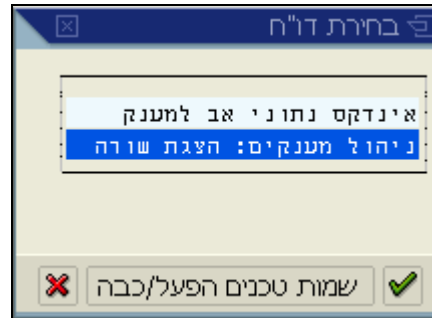 בחירת דו"ח
אינדקס נתוני אב למענק
ניהול מענקים: הצגת שורה
שמות טכנים הפעל/כבה